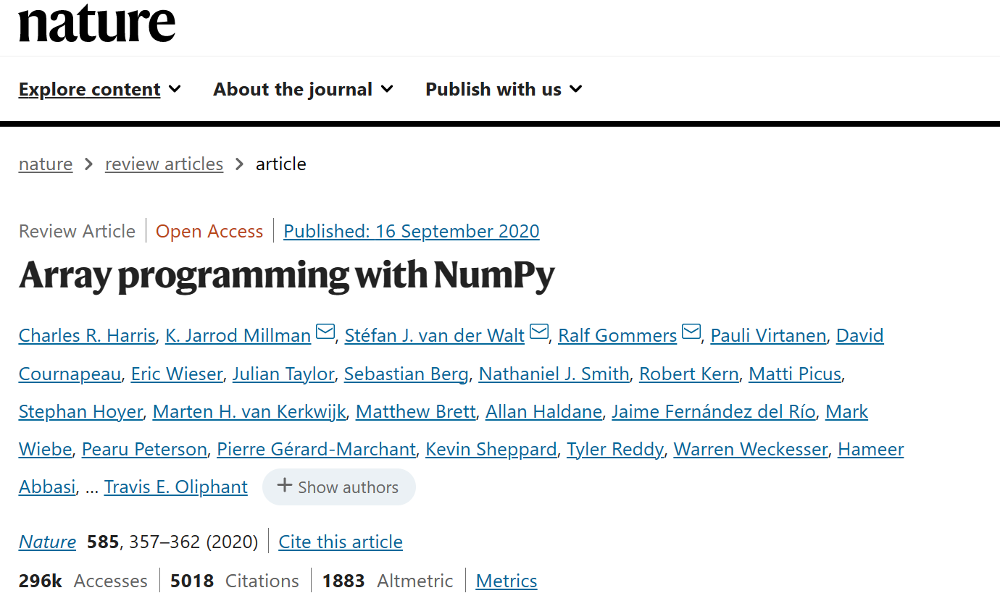 nature
Explore content
About the journal
Publish with us
nature > review articles > article
Review Article | Open Access | Published: 16 September 2020
Array programming with NumPy
Charles R. Harris, K. Jarrod Millman, Stéfan J. van der Walt, Ralf Gommers, Pauli Virtanen, David
Cournapeau, Eric Wieser, Julian Taylor, Sebastian Berg, Nathaniel J. Smith, Robert Kern, Matti Picus,
Stephan Hoyer, Marten H. van Kerkwijk, Matthew Brett, Allan Haldane, Jaime Fernández del Río, Mark
Wiebe, Pearu Peterson, Pierre Gérard-Marchant, Kevin Sheppard, Tyler Reddy, Warren Weckesser, Hameer
Abbasi, … Travis E. Oliphant + Show authors
Nature 585, 357–362 (2020) | Cite this article
296k Accesses | 5018 Citations | 1883 Altmetric | Metrics